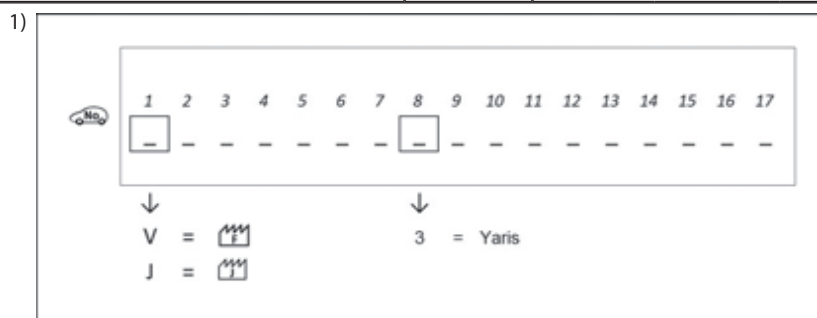 1)
No
1 2 3 4 5 6 7 8 9 10 11 12 13 14 15 16 17
_ _ _ _ _ _ _ _ _ _ _ _ _ _ _ _ _
↓ ↓
V = F 3 = Yaris
J = J